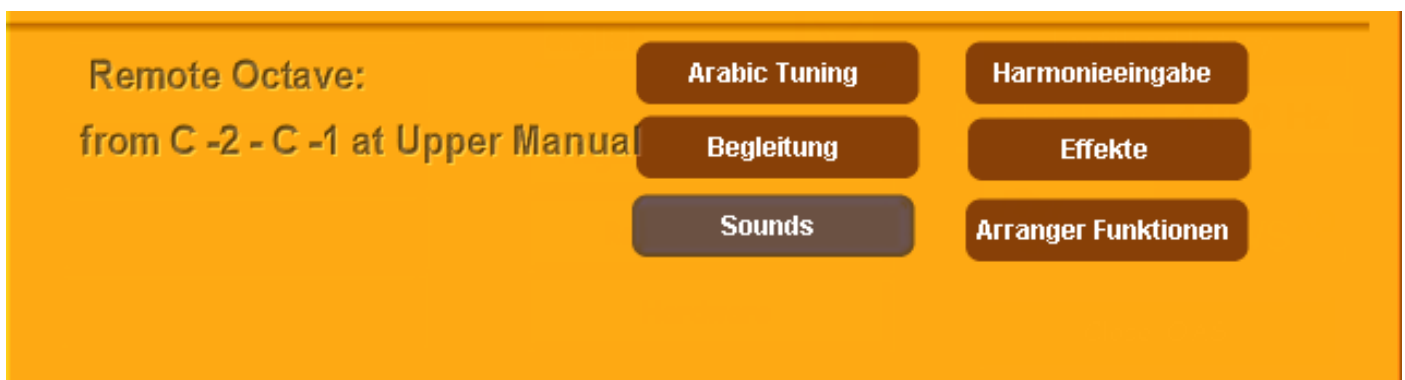 Remote Octave:
from C -2 - C -1 at Upper Manual
Arabic Tuning
Harmonieeingabe
Begleitung
Effekte
Sounds
Arranger Funktionen